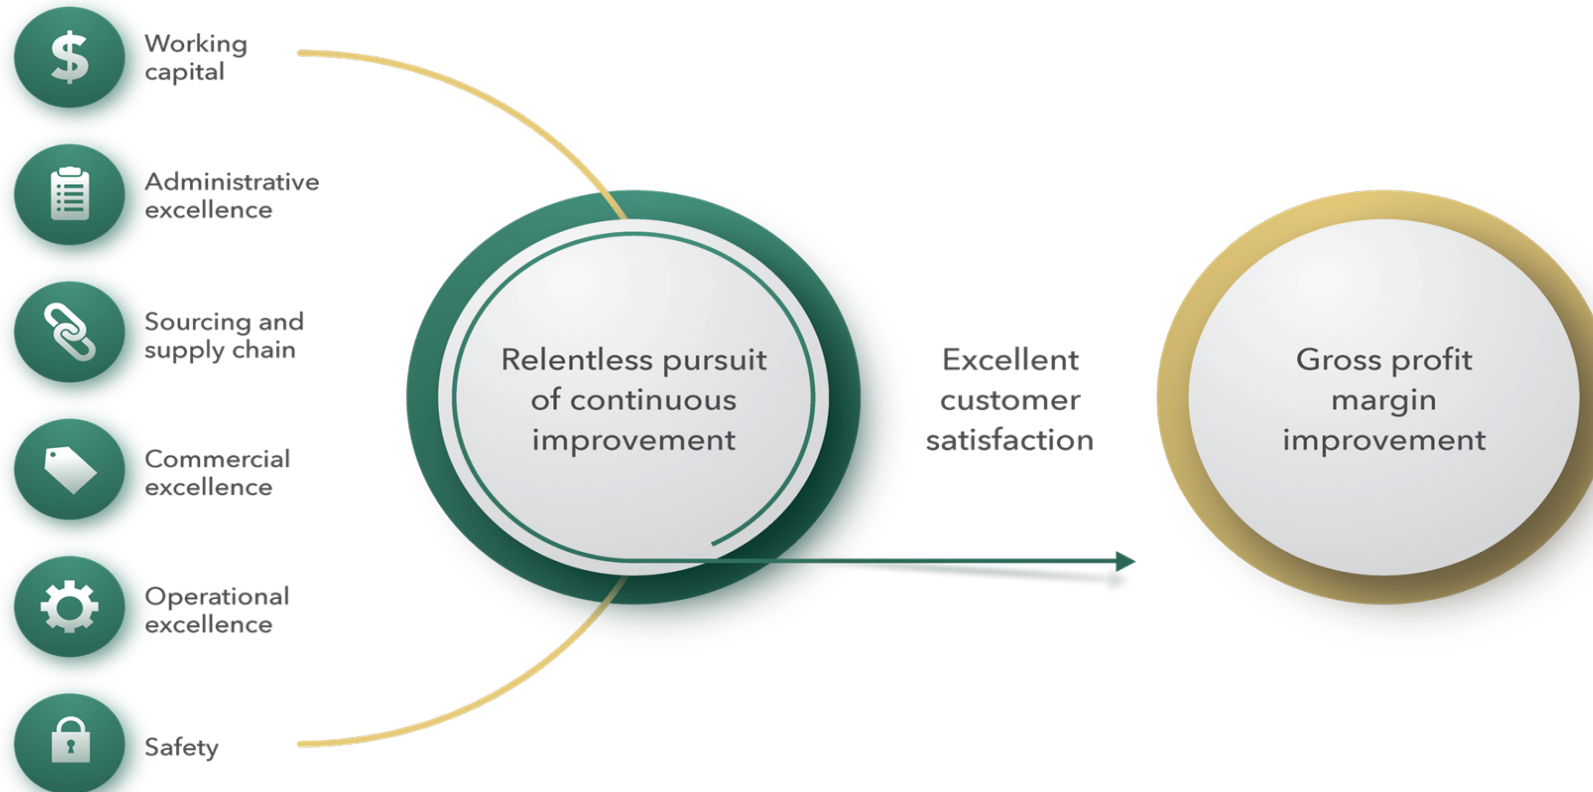 $
Working
capital
Administrative
excellence
Sourcing and
supply chain
Commercial
excellence
Operational
excellence
Safety
Relentless pursuit
of continuous
improvement
Excellent
customer
satisfaction
Gross profit
margin
improvement